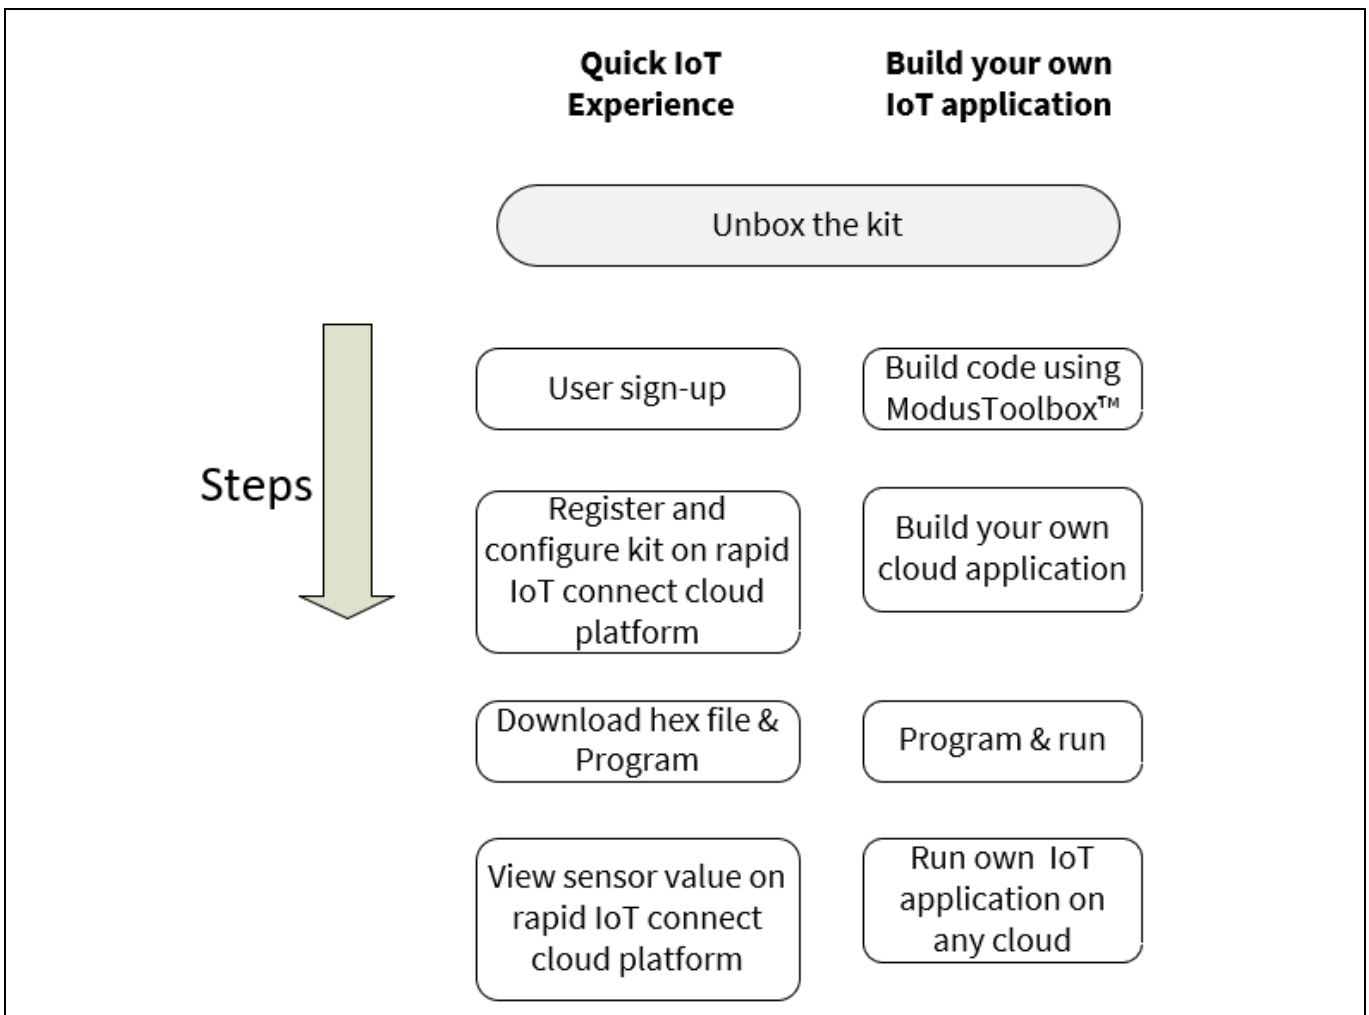 Quick IoT
Experience
Build your own
IoT application
Unbox the kit
Steps
User sign-up
Build code using
ModusToolbox™
Register and
configure kit on rapid
IoT connect cloud
platform
Build your own
cloud application
Download hex file &
Program
Program & run
View sensor value on
rapid IoT connect
cloud platform
Run own IoT
application on
any cloud